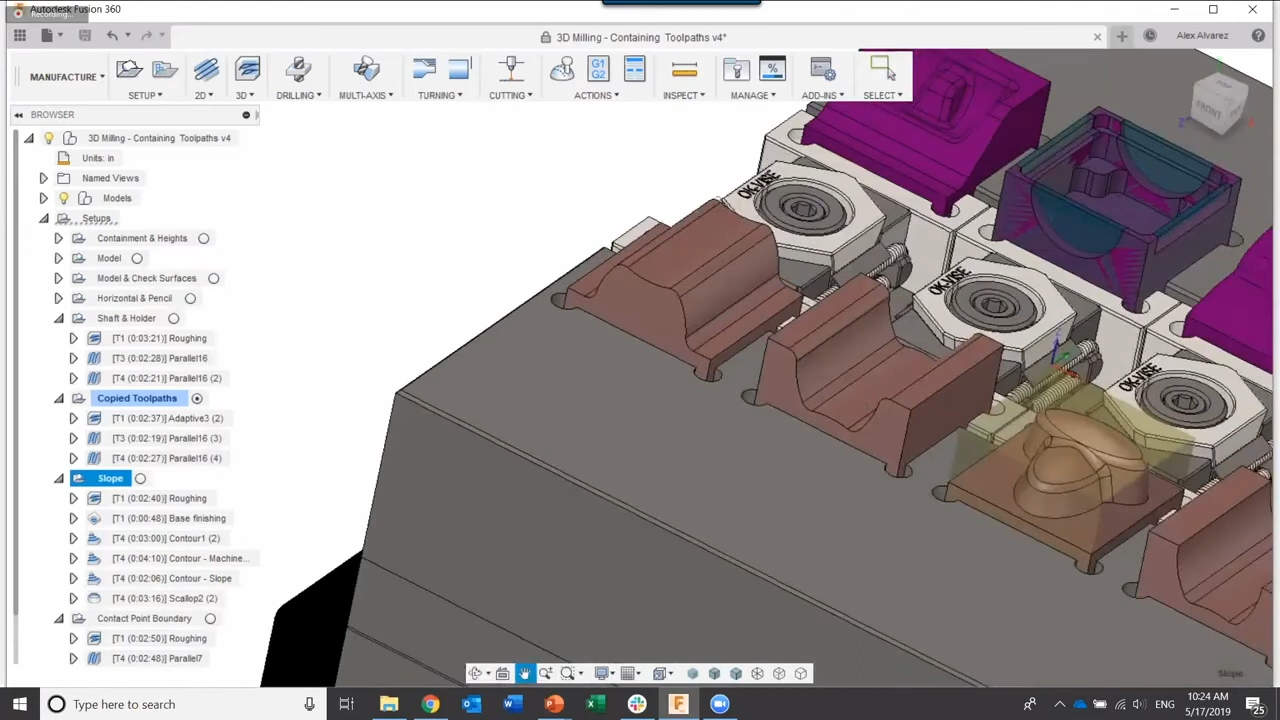 Autodesk Fusion 360
Recording...
3D Milling - Containing Toolpaths v4*
Alex Alvarez
MANUFACTURE
SETUP
2D
3D
DRILLING
MULTI-AXIS
TURNING
CUTTING
G1
G2
ACTIONS
INSPECT
%
MANAGE
ADD-INS
SELECT
BROWSER
3D Milling - Containing Toolpaths v4
Units: in
Named Views
Models
Setups
Containment & Heights
Model
Model & Check Surfaces
Horizontal & Pencil
Shaft & Holder
[T1 (0:03:21)] Roughing
[T3 (0:02:28)] Parallel16
[T4 (0:02:21)] Parallel16 (2)
Copied Toolpaths
[T1 (0:02:37)] Adaptive3 (2)
[T3 (0:02:19)] Parallel16 (3)
[T4 (0:02:27)] Parallel16 (4)
Slope
[T1 (0:02:40)] Roughing
[T1 (0:00:48)] Base finishing
[T4 (0:03:00)] Contour1 (2)
[T4 (0:04:10)] Contour - Machine...
[T4 (0:02:06)] Contour - Slope
[T4 (0:03:16)] Scallop2 (2)
Contact Point Boundary
[T1 (0:02:50)] Roughing
[T4 (0:02:48)] Parallel7
FRONT
Z
OK-VISE
OK-VISE
OK-VISE
Slope
Type here to search
ENG
10:24 AM
5/17/2019
25